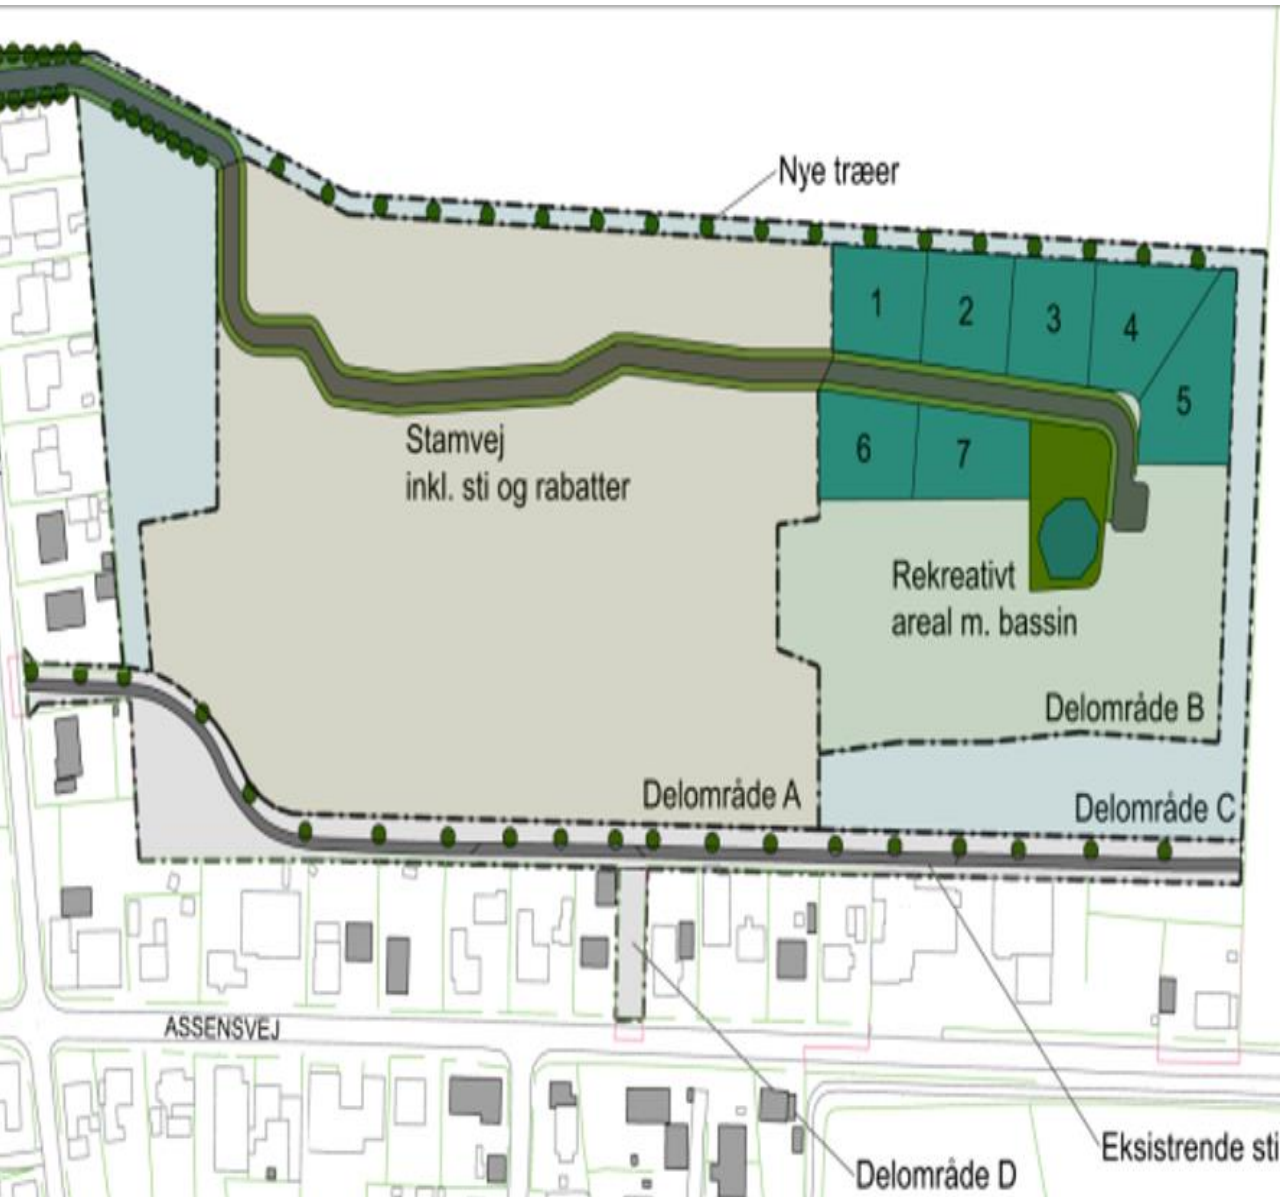 Nye træer
1
2
3
4
5
6
7
Stamvej
inkl. sti og rabatter
Rekreativt
areal m. bassin
Delområde B
Delområde A
Delområde C
ASSENSVEJ
Eksistrende sti
Delområde D